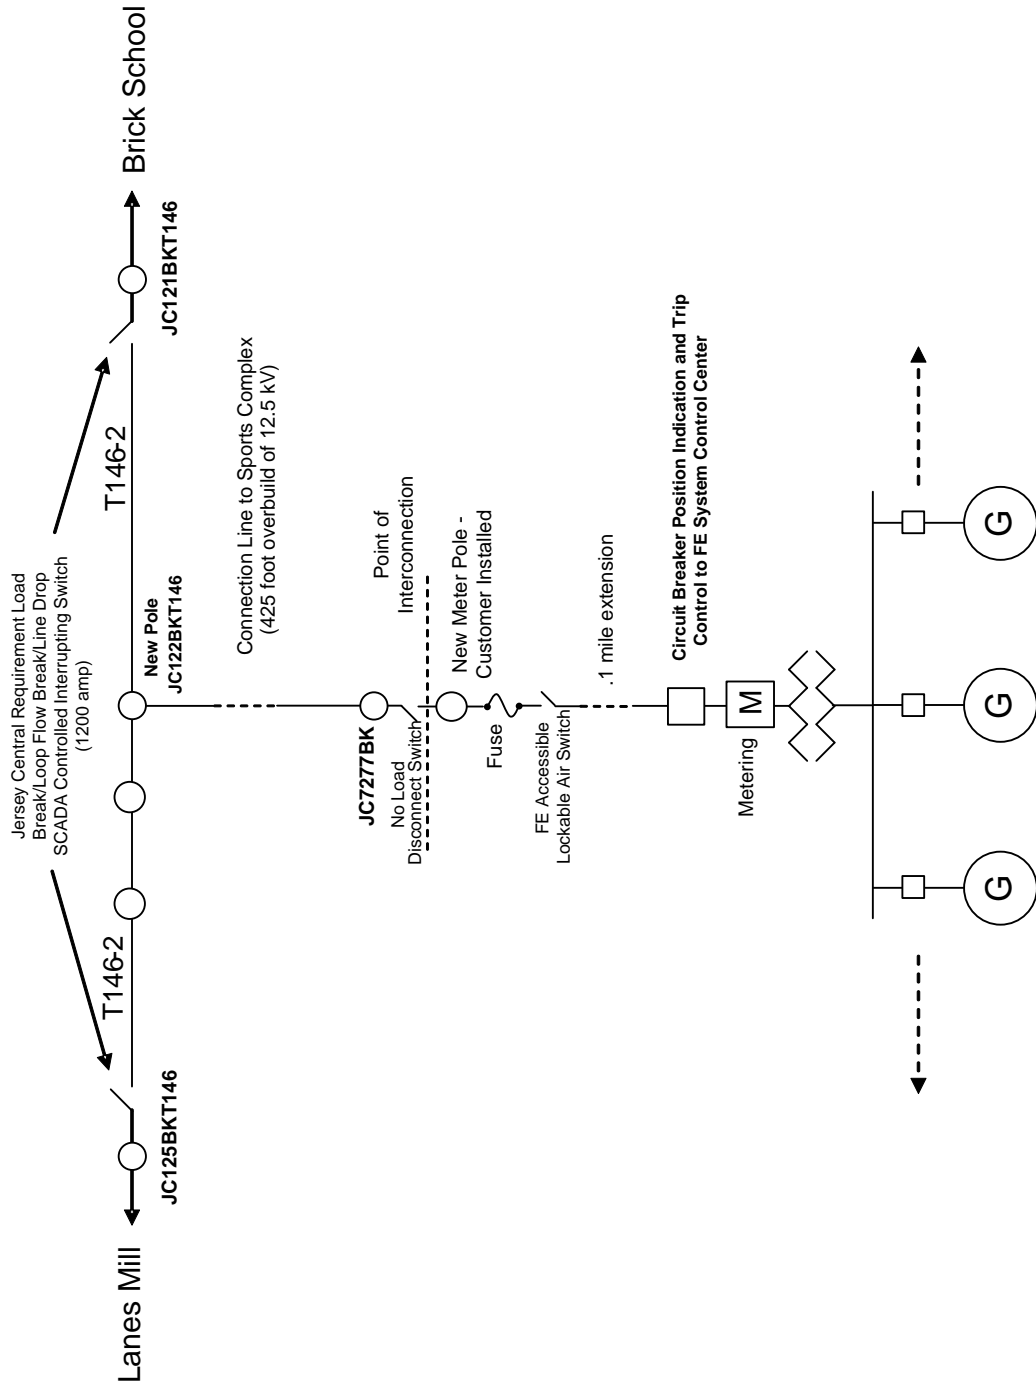 Jersey Central Requirement Load
Break/Loop Flow Break/Line Drop
SCADA Controlled Interrupting Switch
(1200 amp)
Lanes Mill
T146-2
T146-2
Brick School
JC125BKT146
New Pole
JC122BKT146
JC121BKT146
Connection Line to Sports Complex
(425 foot overbuild of 12.5 kV)
JC7277BK
No Load
Disconnect Switch
Point of
Interconnection
New Meter Pole -
Customer Installed
Fuse
FE Accessible
Lockable Air Switch
.1 mile extension
Circuit Breaker Position Indication and Trip
Control to FE System Control Center
Metering
M
G
G
G